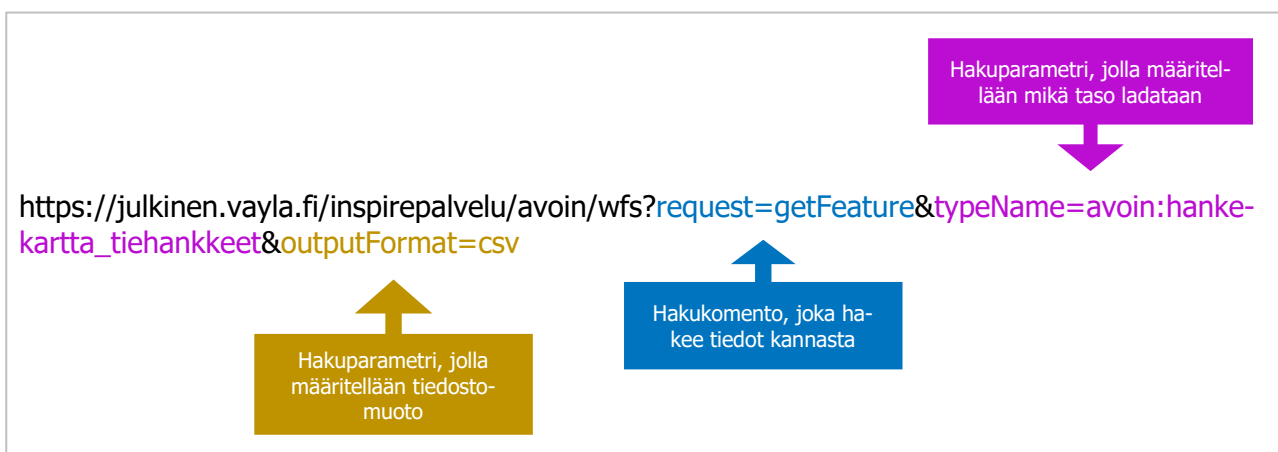 Hakuparametri, jolla määritel-
lään mikä taso ladataan
https://julkinen.vayla.fi/inspirepalvelu/avoin/wfs?request=getFeature&typeName=avoin:hanke-
kartta_tiehankkeet&outputFormat=csv
Hakukomento, joka ha-
kee tiedot kannasta
Hakuparametri, jolla
määritellään tiedosto-
muoto